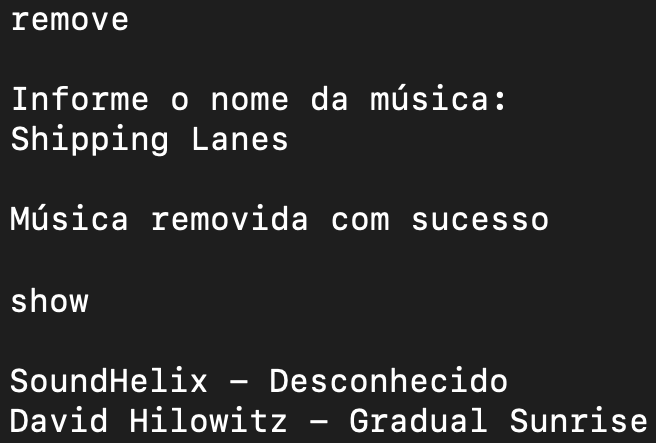 remove
Informe o nome da música:
Shipping Lanes
Música removida com sucesso
show
SoundHelix – Desconhecido
David Hilowitz – Gradual Sunrise